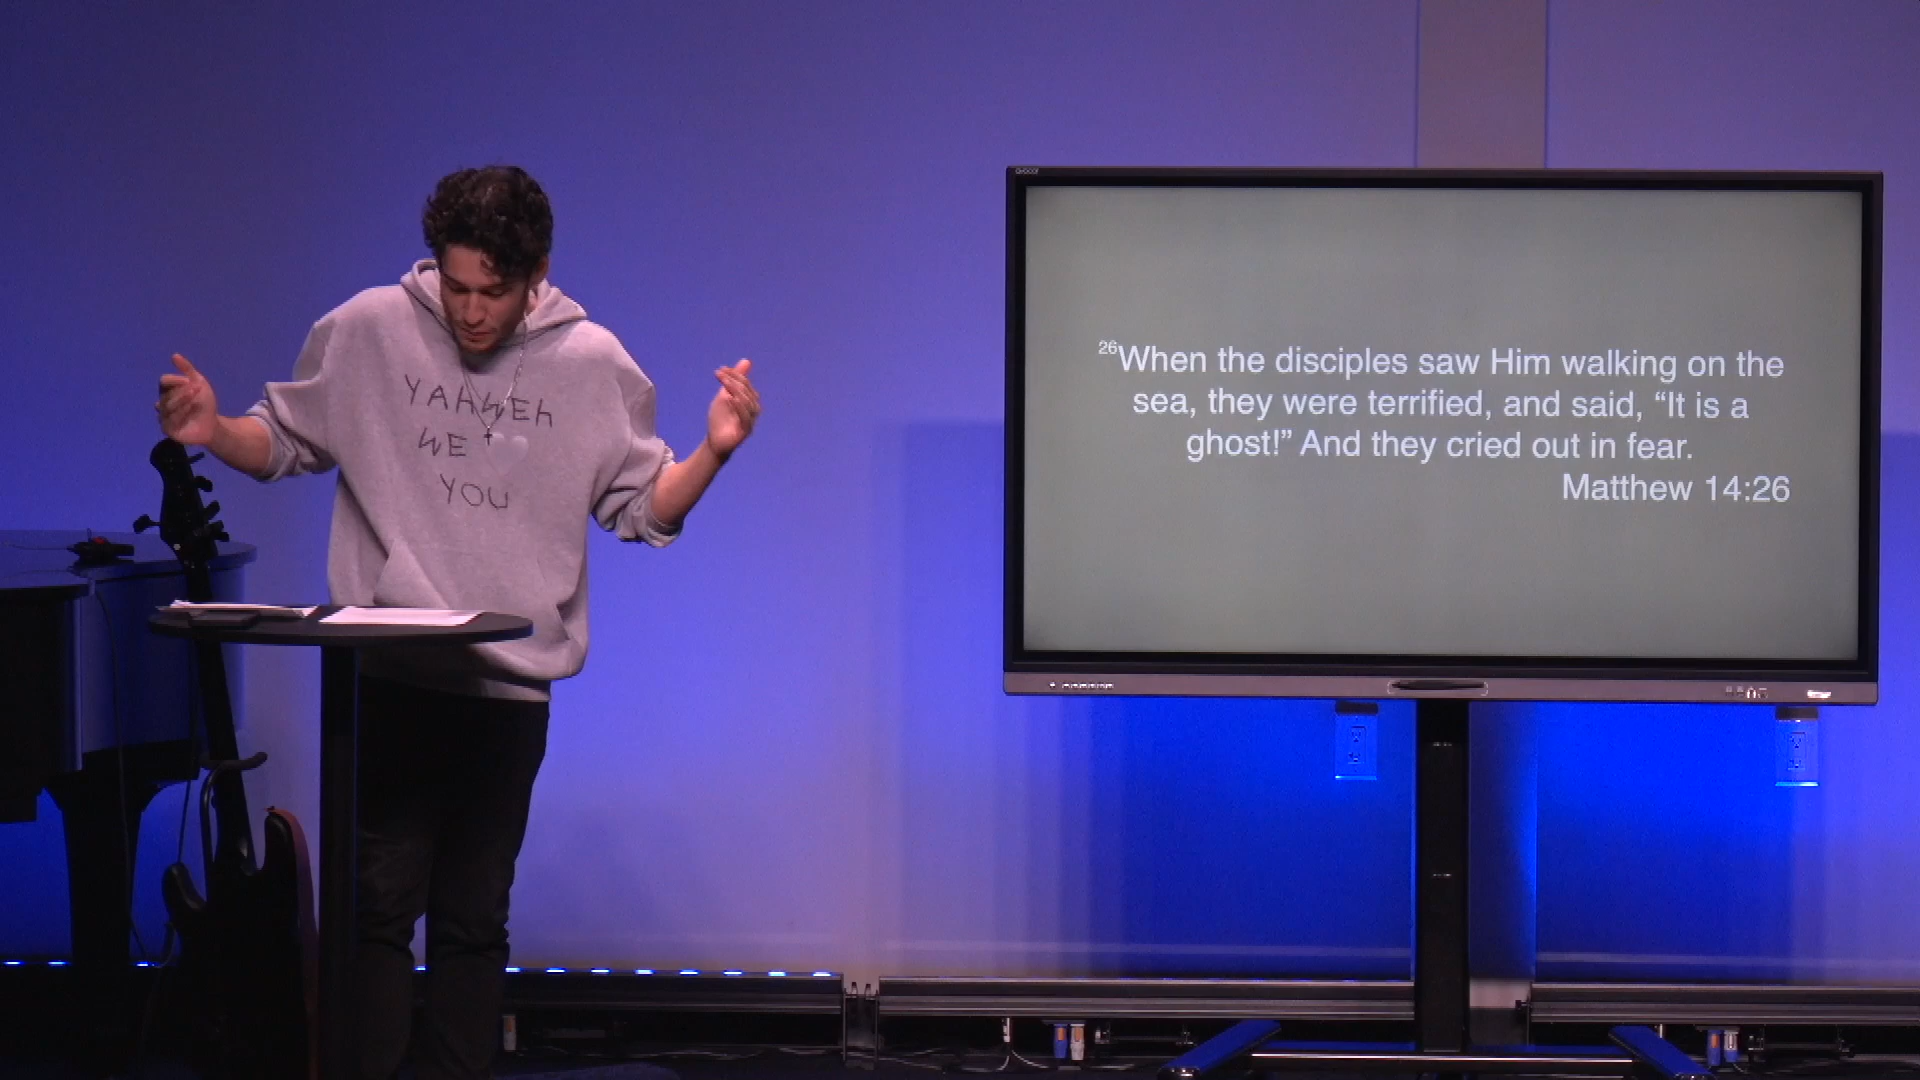 YAHWEH
WE
YOU
26When the disciples saw Him walking on the
sea, they were terrified, and said, “It is a
ghost!” And they cried out in fear.
Matthew 14:26